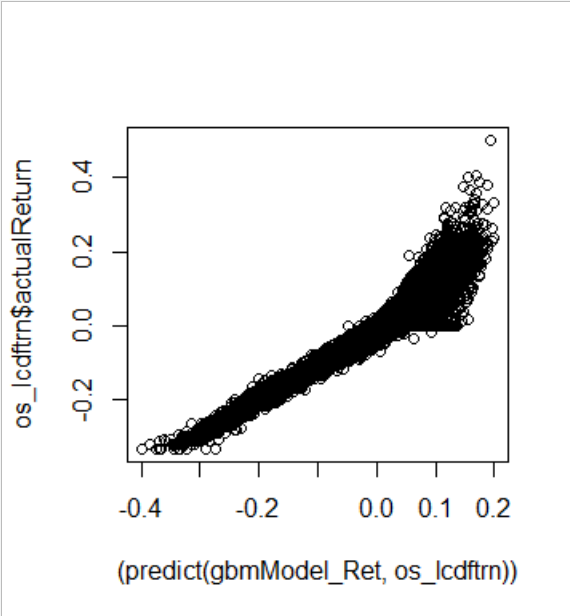 os_lcdftrn$actualReturn
0.4
0.2
0.0
-0.2
-0.4 -0.2 0.0 0.1 0.2
(predict(gbmModel_Ret, os_lcdftrn))